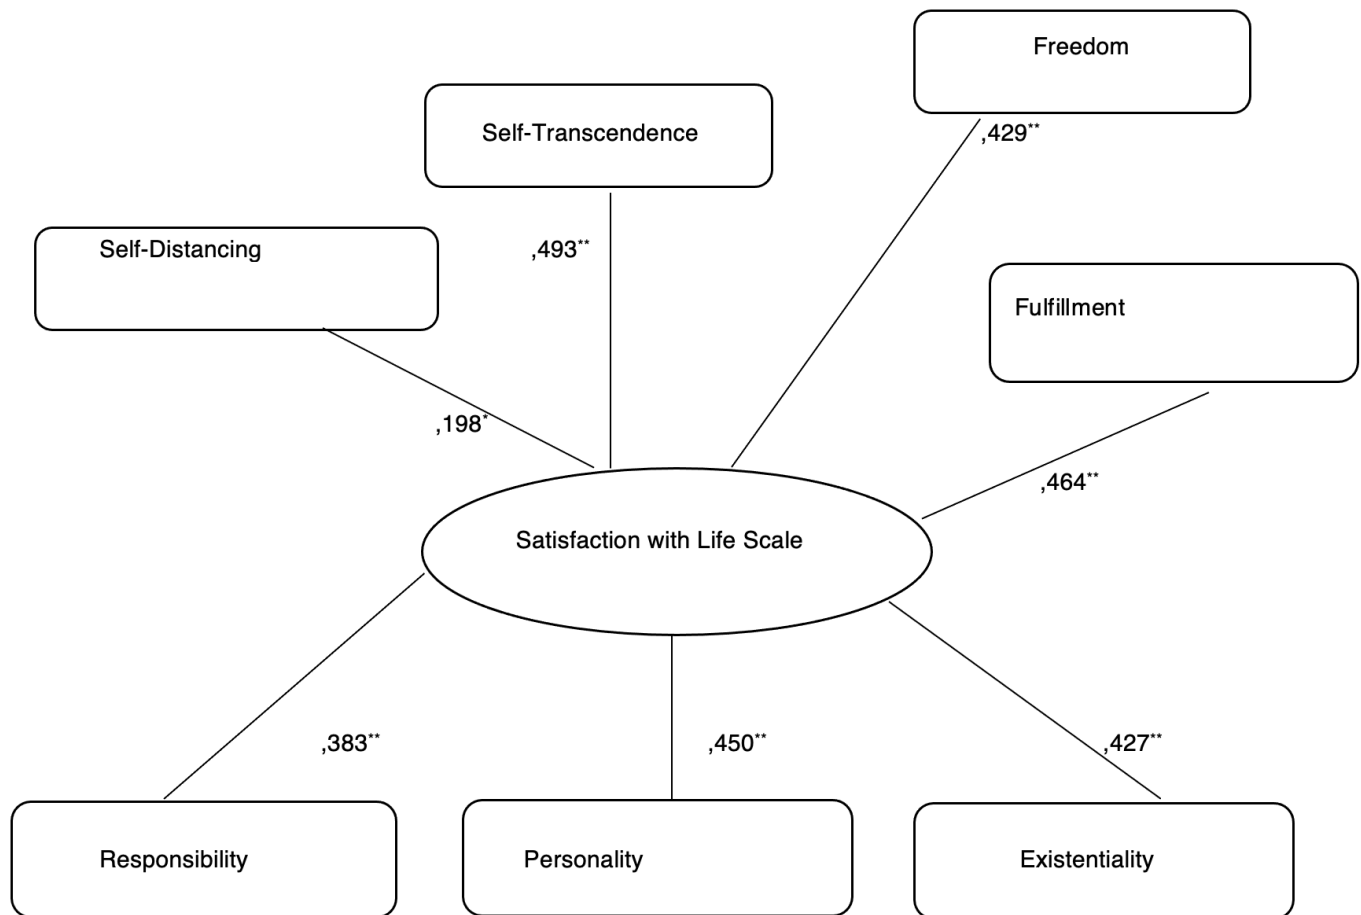 Freedom
Self-Transcendence
,429**
Self-Distancing
,493**
Fulfillment
,198*
,464**
Satisfaction with Life Scale
,383**
,450**
,427**
Responsibility
Personality
Existentiality